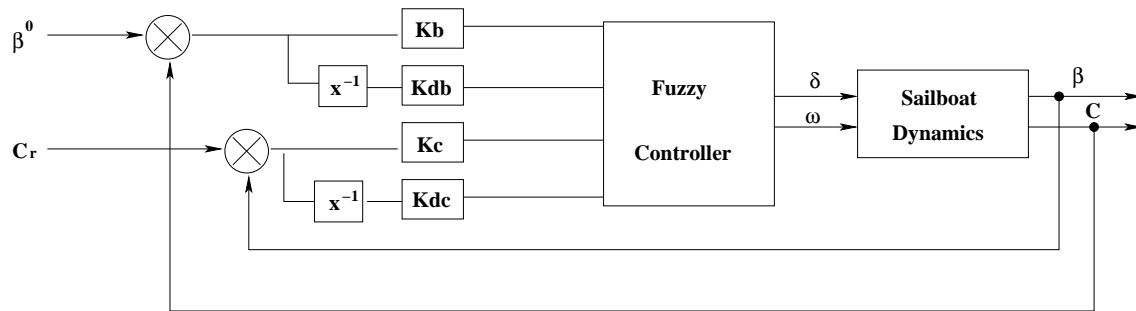 β⁰
Kb
x⁻¹
Kdb
Cr
Kc
x⁻¹
Kdc
Fuzzy
Controller
δ
ω
Sailboat
Dynamics
β
C